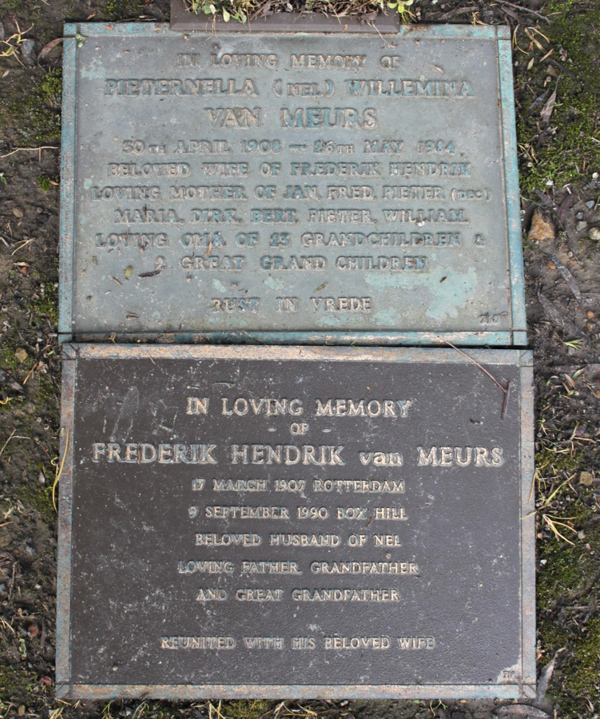 IN LOVING MEMORY OF
PIETERNELLA (NEL) WILLEMINA
VAN MEURS
30TH APRIL 1908 — 26TH MAY 1984
BELOVED WIFE OF FREDERIK HENDRIK
LOVING MOTHER OF JAN, FRED, PIETER (DEC)
MARIA, DIRK, BERT, PIETER, WILLIAM.
LOVING OMA OF 23 GRANDCHILDREN &
2 GREAT GRAND CHILDREN
RUST IN VREDE
IN LOVING MEMORY
- OF -
FREDERIK HENDRIK van MEURS
17 MARCH 1907 ROTTERDAM
9 SEPTEMBER 1990 BOX HILL
BELOVED HUSBAND OF NEL
LOVING FATHER, GRANDFATHER
AND GREAT GRANDFATHER
REUNITED WITH HIS BELOVED WIFE